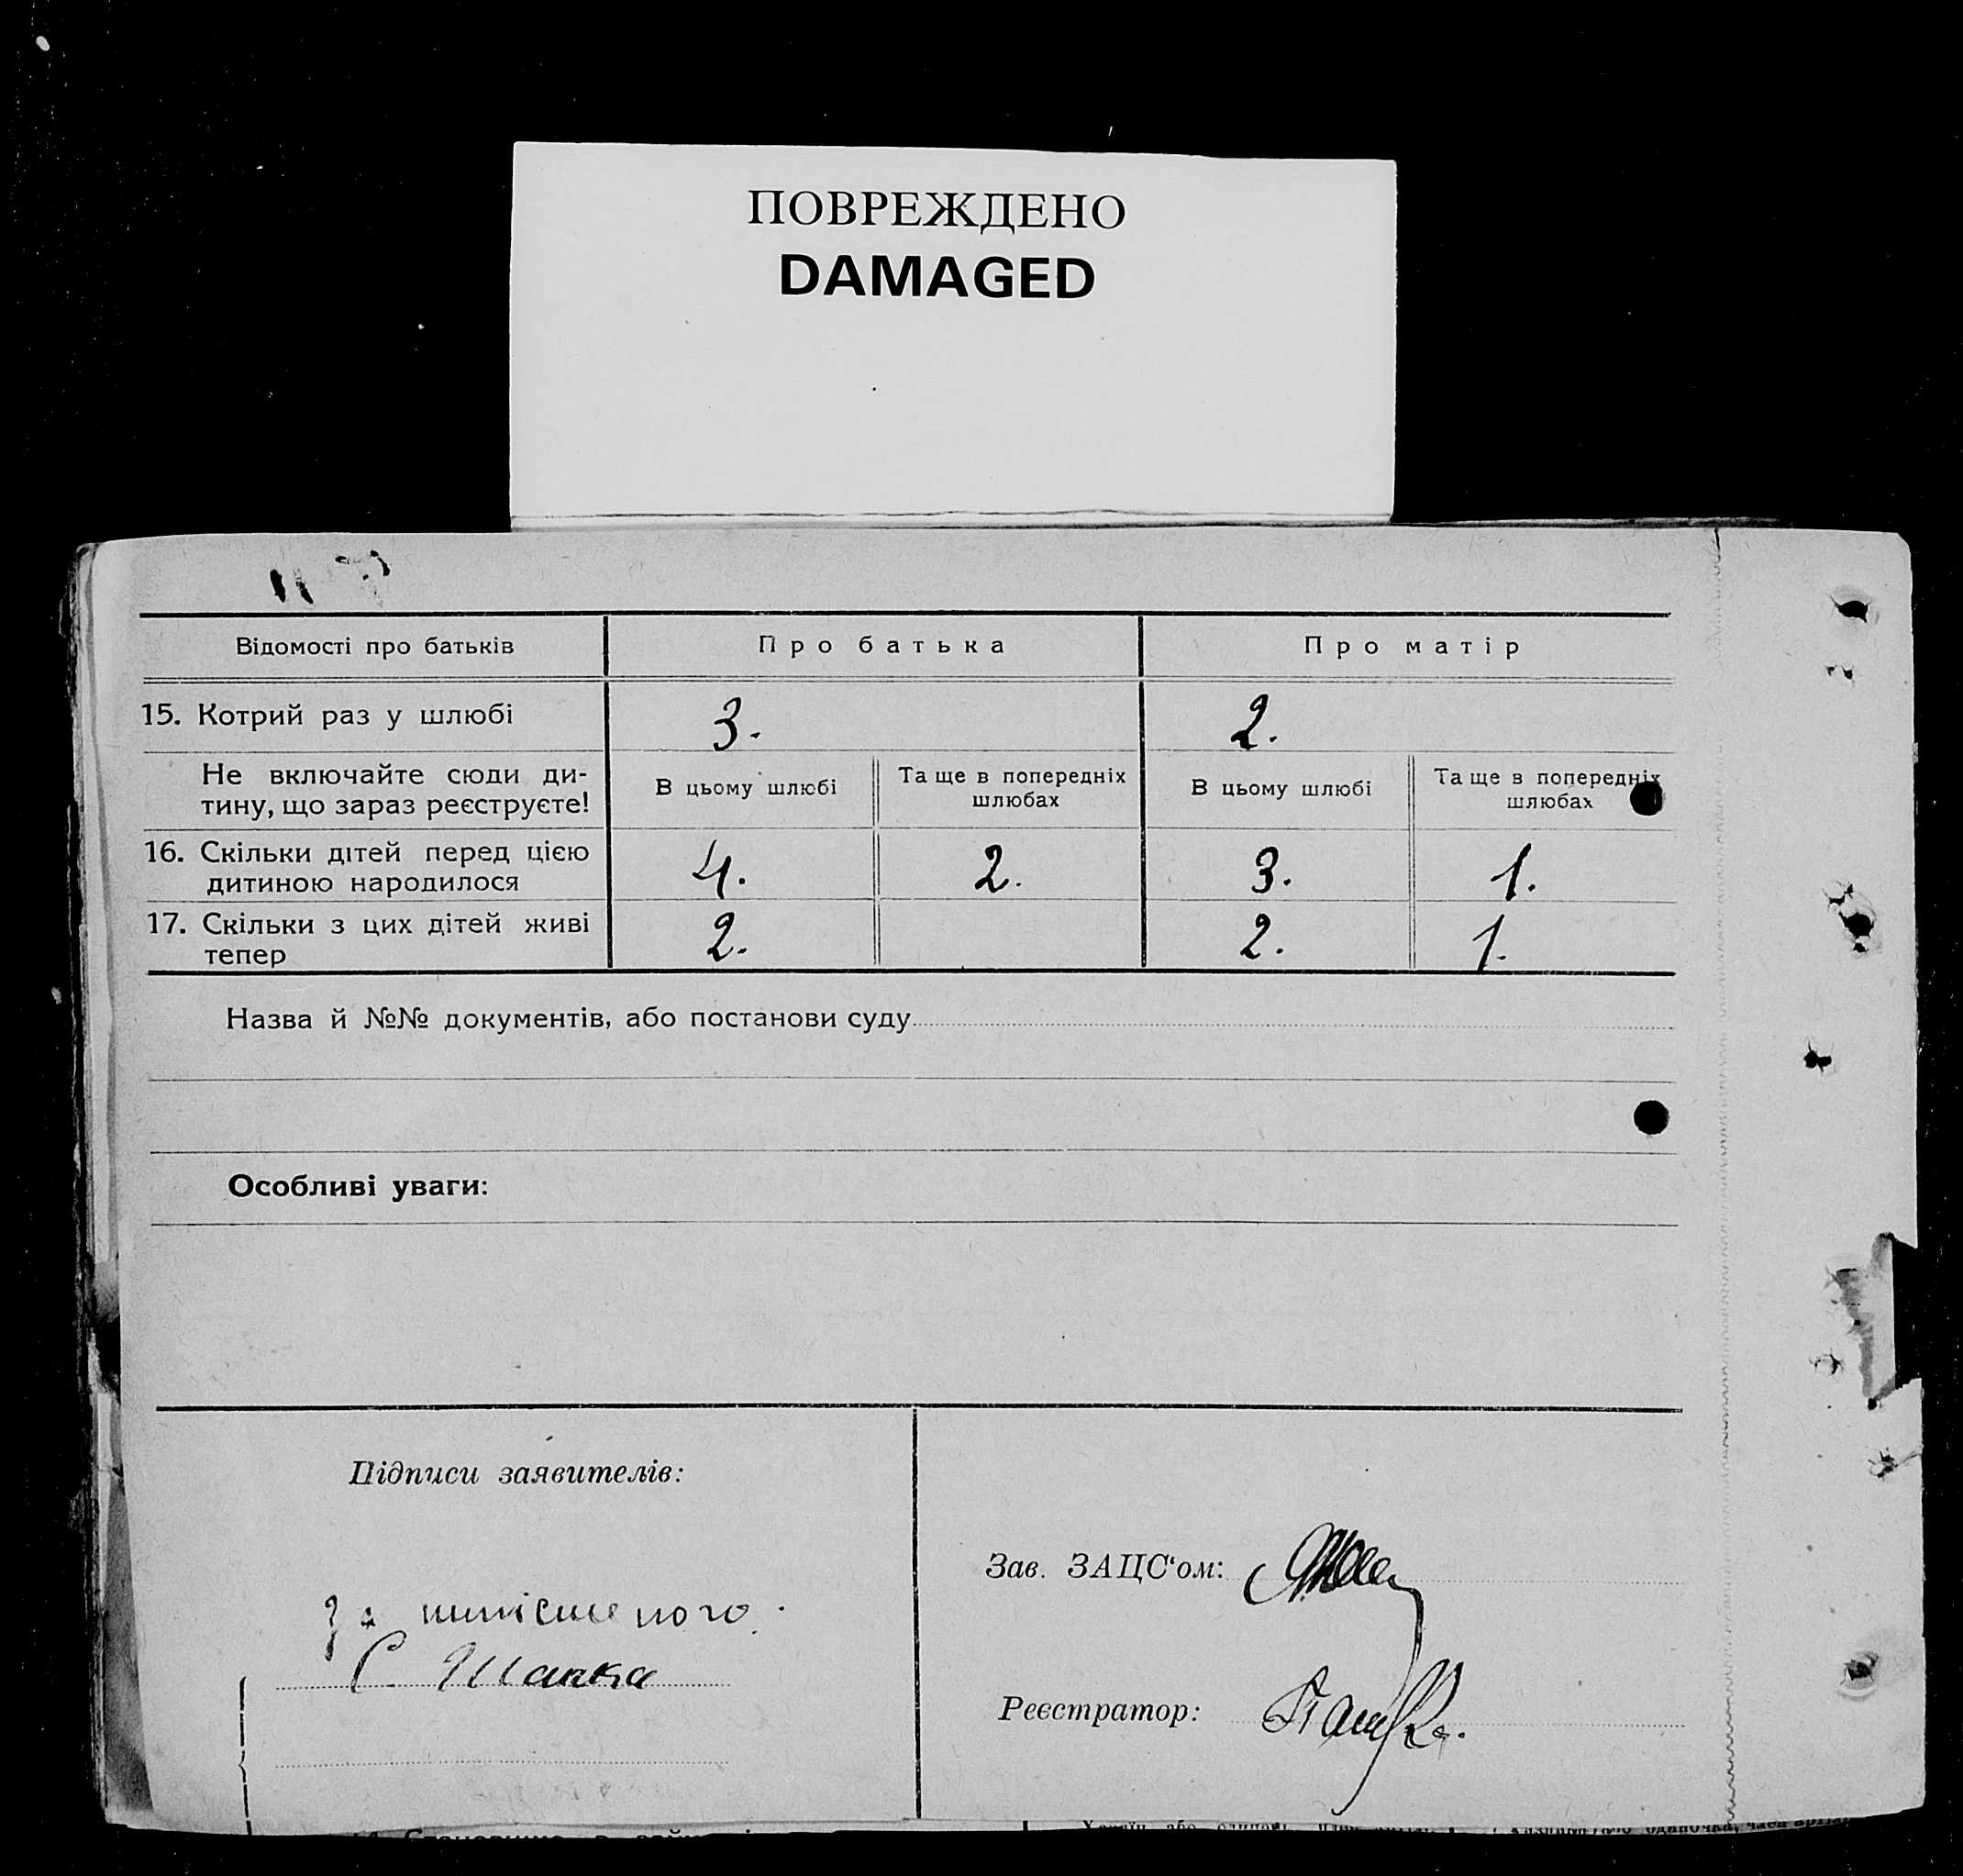 ПОВРЕЖДЕНО
DAMAGED
Відомості про батьків
Про батька
Про матір
15. Котрий раз у шлюбі
3.
2.
Не включайте сюди ди-
тину, що зараз реєструєте!
В цьому шлюбі
Та ще в попередніх
шлюбах
В цьому шлюбі
Та ще в попередніх
шлюбах
16. Скільки дітей перед цією
дитиною народилося
4.
2.
3.
1.
17. Скільки з цих дітей живі
тепер
2.
2.
1.
Назва й №№ документів, або постанови суду
Особливі уваги:
Підписи заявителів:
За
С.
Зав. ЗАЦС‘ом:
Реєстратор: